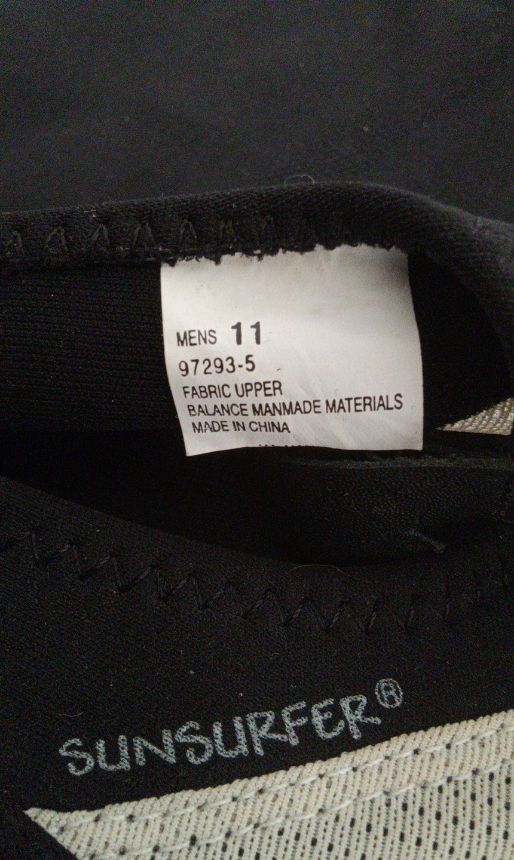 MENS 11
97293-5
FABRIC UPPER
BALANCE MANMADE MATERIALS
MADE IN CHINA
SUNSURFER®